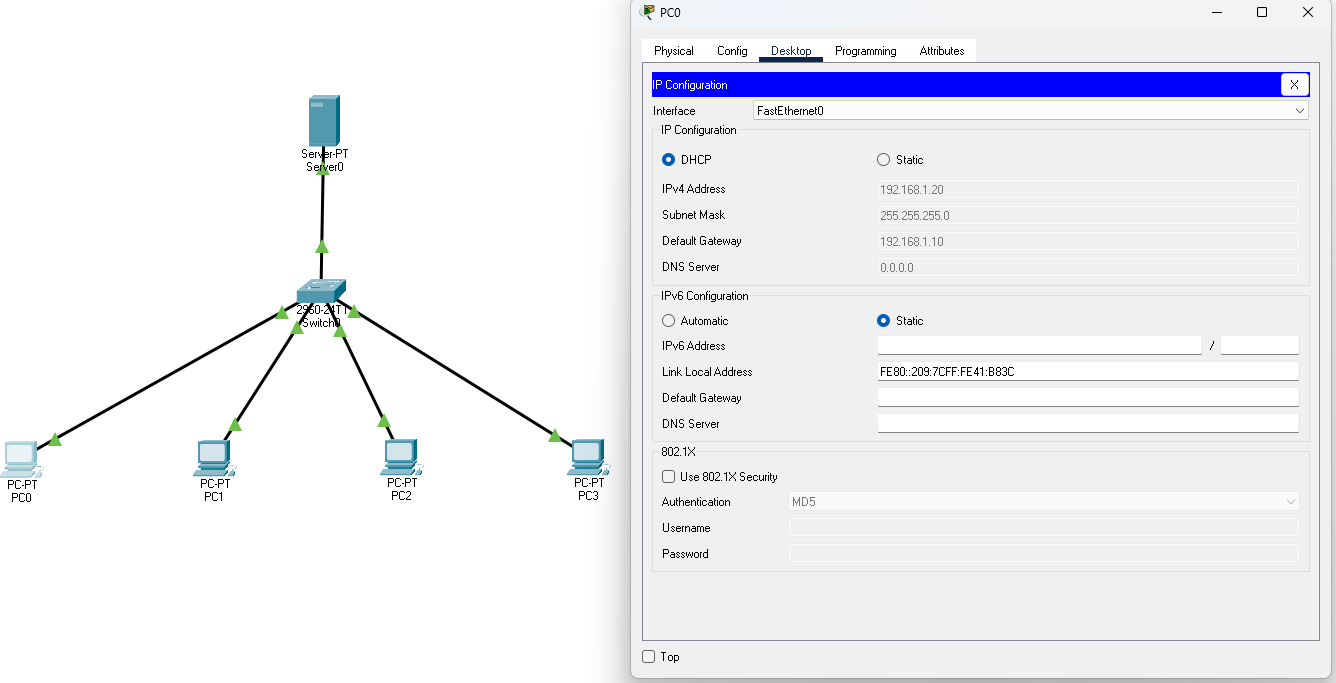 Server-PT
Server0
2960-24TT
Switch0
PC-PT
PC0
PC-PT
PC1
PC-PT
PC2
PC-PT
PC3
PC0
Physical Config Desktop Programming Attributes
IP Configuration X
Interface FastEthernet0
IP Configuration
DHCP Static
IPv4 Address 192.168.1.20
Subnet Mask 255.255.255.0
Default Gateway 192.168.1.10
DNS Server 0.0.0.0
IPv6 Configuration
Automatic Static
IPv6 Address /
Link Local Address FE80::209:7CFF:FE41:B83C
Default Gateway
DNS Server
802.1X
Use 802.1X Security
Authentication MD5
Username
Password
Top